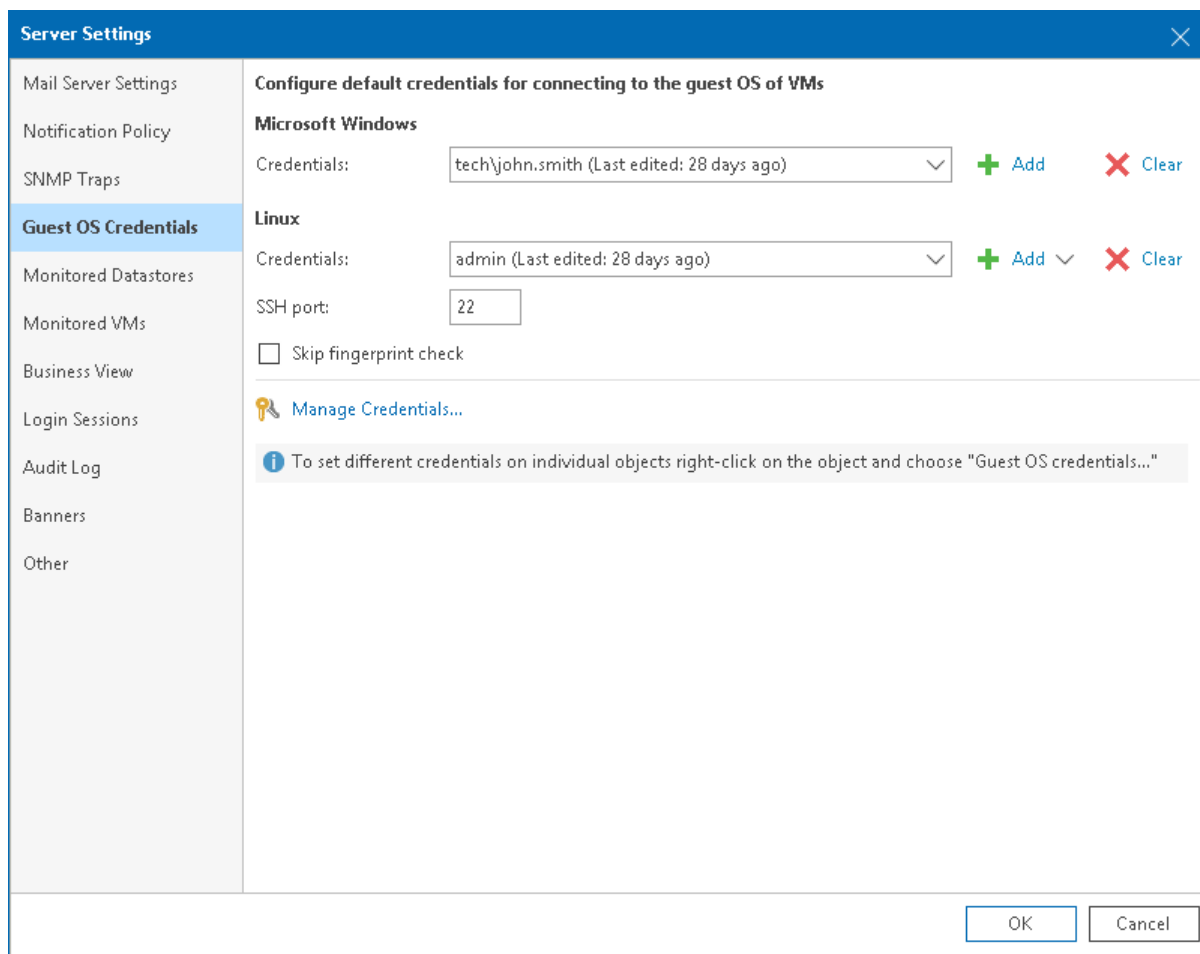 Server Settings
Mail Server Settings
Notification Policy
SNMP Traps
Guest OS Credentials
Monitored Datastores
Monitored VMs
Business View
Login Sessions
Audit Log
Banners
Other
Configure default credentials for connecting to the guest OS of VMs
Microsoft Windows
Credentials: tech\john.smith (Last edited: 28 days ago) Add Clear
Linux
Credentials: admin (Last edited: 28 days ago) Add Clear
SSH port: 22
Skip fingerprint check
Manage Credentials...
To set different credentials on individual objects right-click on the object and choose "Guest OS credentials..."
OK Cancel